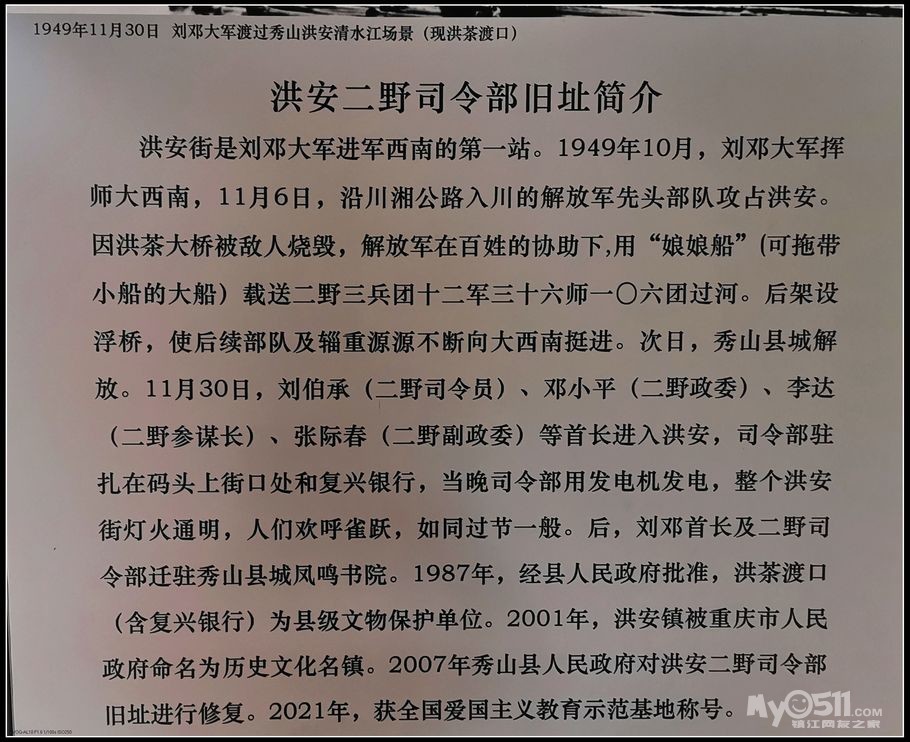 1949年11月30日 刘邓大军渡过秀山洪安清水江场景（现洪茶渡口）
洪安二野司令部旧址简介
洪安街是刘邓大军进军西南的第一站。1949年10月，刘邓大军挥
师大西南，11月6日，沿川湘公路入川的解放军先头部队攻占洪安。
因洪茶大桥被敌人烧毁，解放军在百姓的协助下,用“娘娘船”(可拖带
小船的大船）载送二野三兵团十二军三十六师一〇六团过河。后架设
浮桥，使后续部队及辎重源源不断向大西南挺进。次日，秀山县城解
放。11月30日，刘伯承（二野司令员）、邓小平（二野政委）、李达
（二野参谋长）、张际春（二野副政委）等首长进入洪安，司令部驻
扎在码头上街口处和复兴银行，当晚司令部用发电机发电，整个洪安
街灯火通明，人们欢呼雀跃，如同过节一般。后，刘邓首长及二野司
令部迁驻秀山县城凤鸣书院。1987年，经县人民政府批准，洪茶渡口
（含复兴银行）为县级文物保护单位。2001年，洪安镇被重庆市人民
政府命名为历史文化名镇。2007年秀山县人民政府对洪安二野司令部
旧址进行修复。2021年，获全国爱国主义教育示范基地称号。
My0511.com
镇江网友之家